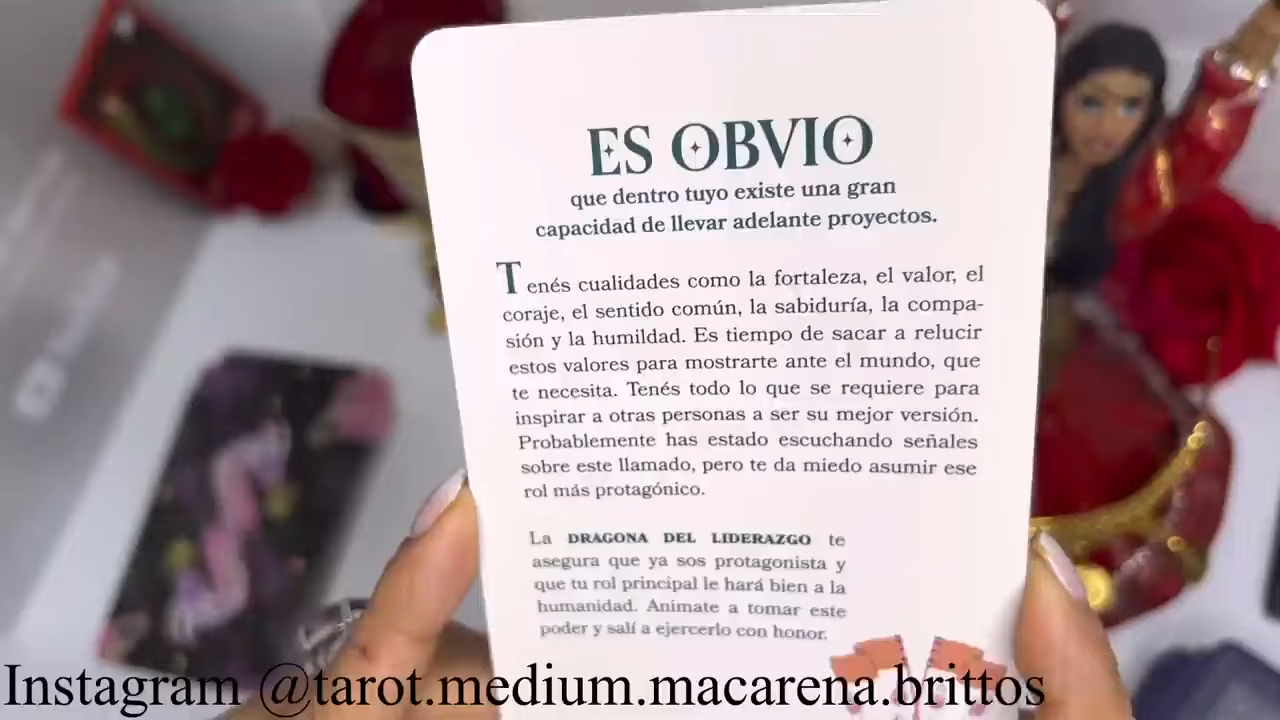 ES OBVIO
que dentro tuyo existe una gran
capacidad de llevar adelante proyectos.
Tenés cualidades como la fortaleza, el valor, el
coraje, el sentido común, la sabiduría, la compa-
sión y la humildad. Es tiempo de sacar a relucir
estos valores para mostrarte ante el mundo, que
te necesita. Tenés todo lo que se requiere para
inspirar a otras personas a ser su mejor versión.
Probablemente has estado escuchando señales
sobre este llamado, pero te da miedo asumir ese
rol más protagónico.
La DRAGONA DEL LIDERAZGO te
asegura que ya sos protagonista y
que tu rol principal le hará bien a la
humanidad. Animate a tomar este
poder y salí a ejercerlo con honor.
Instagram @tarot.medium.macarena.brittos